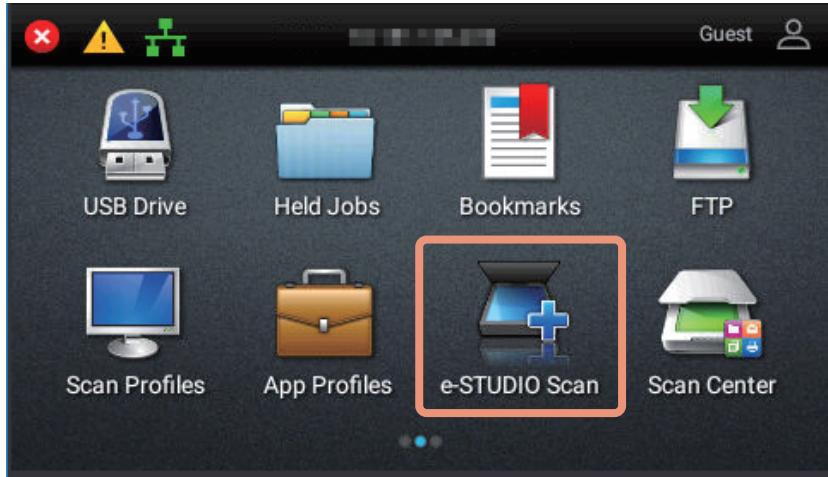 Guest
USB Drive
Held Jobs
Bookmarks
FTP
Scan Profiles
App Profiles
e-STUDIO Scan
Scan Center